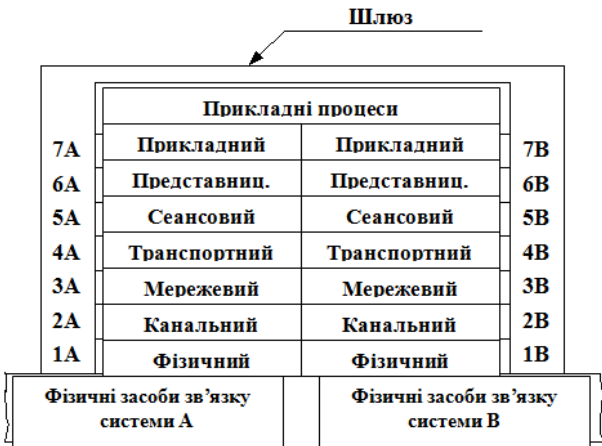 Шлюз
Прикладні процеси
7А Прикладний Прикладний 7В
6А Представниц. Представниц. 6В
5А Сеансовий Сеансовий 5В
4А Транспортний Транспортний 4В
3А Мережевий Мережевий 3В
2А Канальний Канальний 2В
1А Фізичний Фізичний 1В
Фізичні засоби зв’язку
системи А
Фізичні засоби зв’язку
системи В